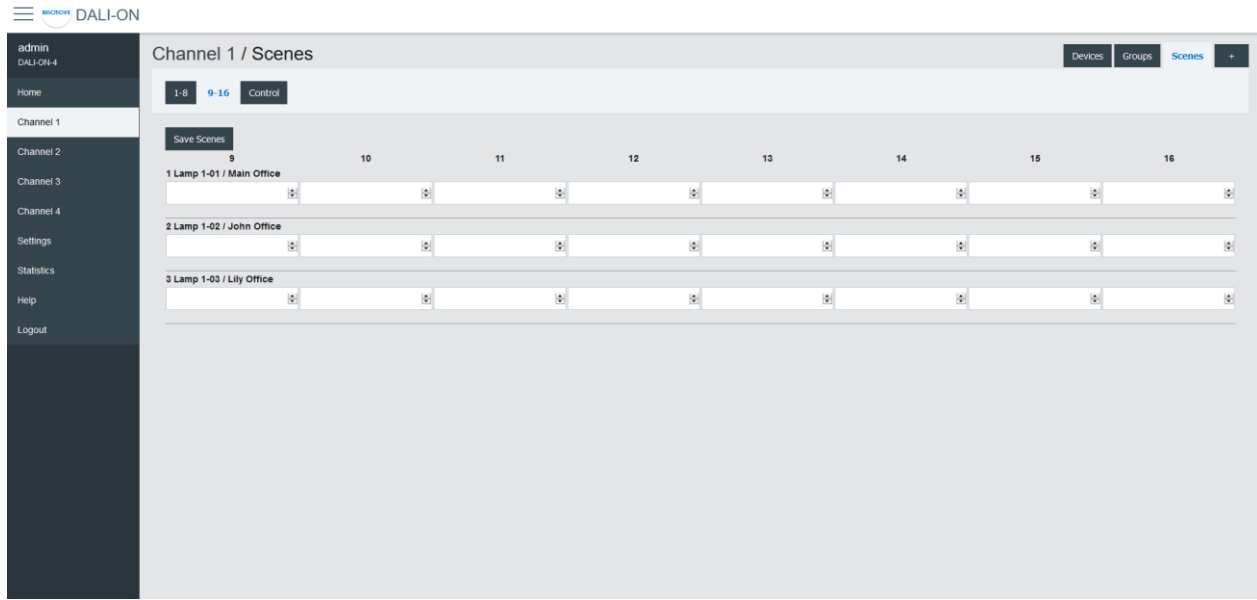 DALI-ON
admin
DALI-ON-4
Home
Channel 1
Channel 2
Channel 3
Channel 4
Settings
Statistics
Help
Logout
Channel 1 / Scenes
Devices Groups Scenes +
1-8 9-16 Control
Save Scenes
9 10 11 12 13 14 15 16
1 Lamp 1-01 / Main Office
2 Lamp 1-02 / John Office
3 Lamp 1-03 / Lily Office